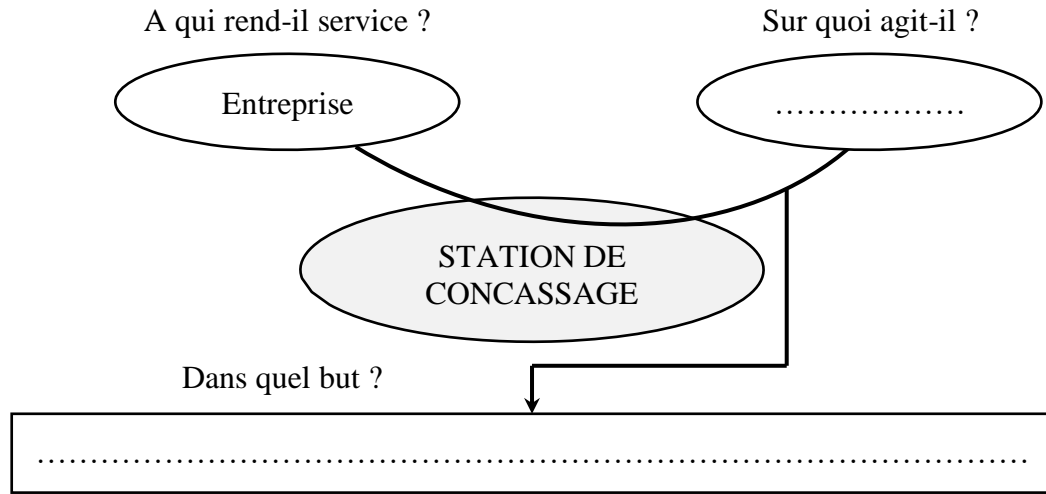 A qui rend-il service ?
Sur quoi agit-il ?
Entreprise
………………
STATION DE
CONCASSAGE
Dans quel but ?
……………………………………………………………………………………